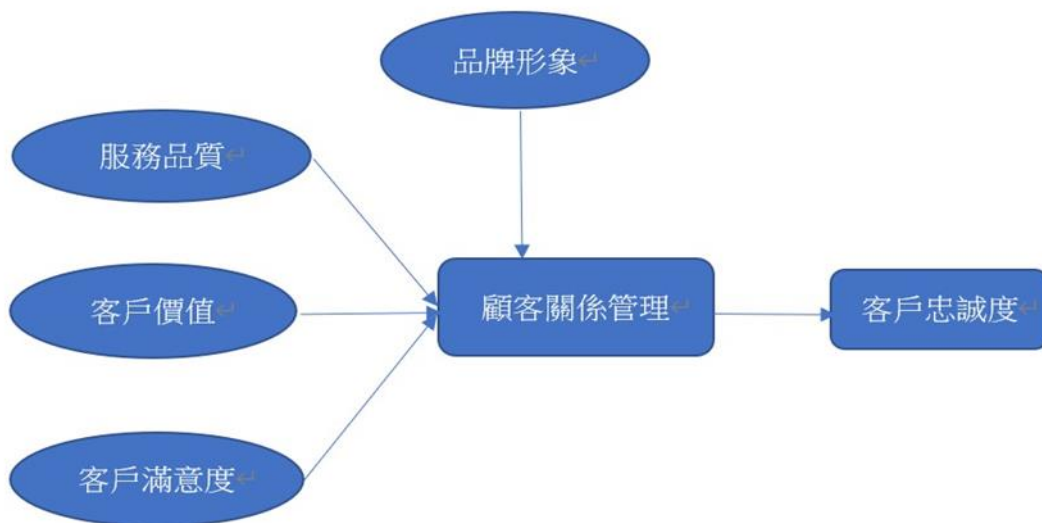 品牌形象
服務品質
客戶價值
顧客關係管理
客戶忠誠度
客戶滿意度